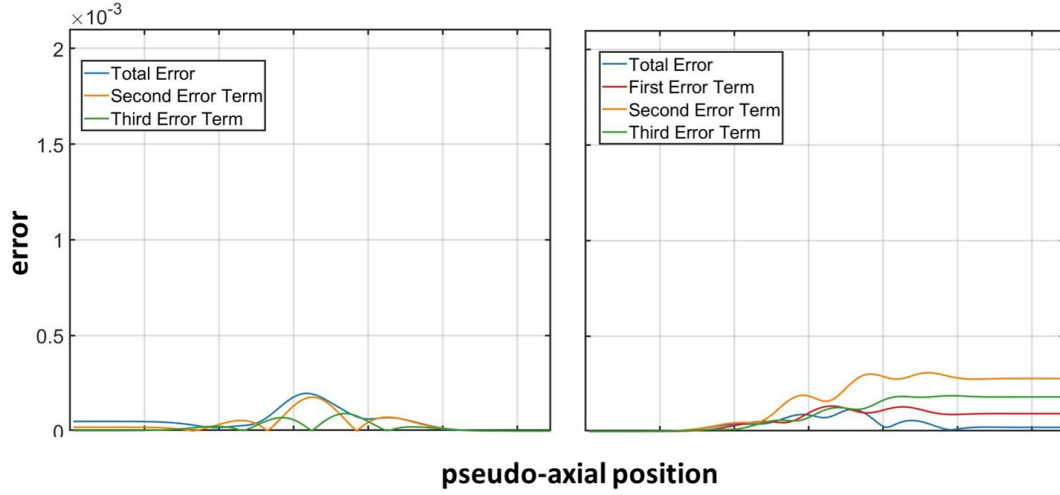 ×10⁻³
2
1.5
1
0.5
0
error
Total Error
Second Error Term
Third Error Term
Total Error
First Error Term
Second Error Term
Third Error Term
pseudo-axial position